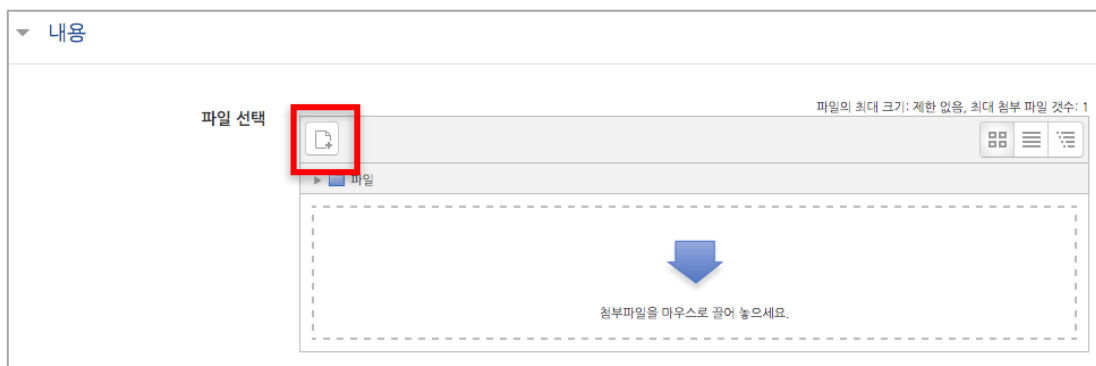 내용
파일의 최대 크기: 제한 없음, 최대 첨부 파일 갯수: 1
파일 선택
파일
첨부파일을 마우스로 끌어 놓으세요.